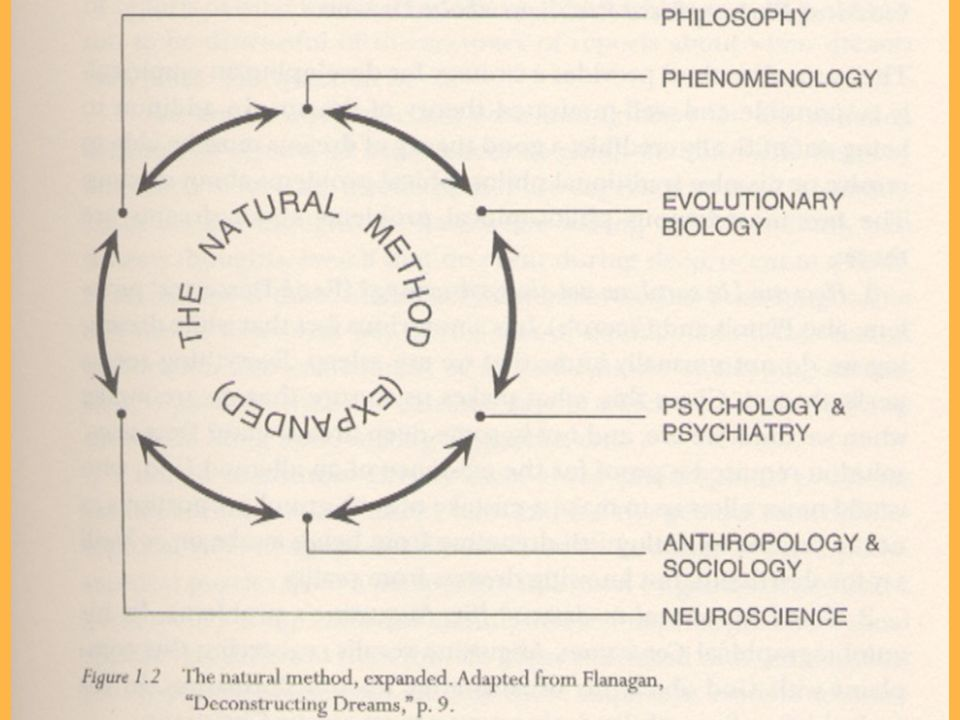 PHILOSOPHY
PHENOMENOLOGY
EVOLUTIONARY
BIOLOGY
THE NATURAL METHOD (EXPANDED)
PSYCHOLOGY &
PSYCHIATRY
ANTHROPOLOGY &
SOCIOLOGY
NEUROSCIENCE
Figure 1.2 The natural method, expanded. Adapted from Flanagan,
"Deconstructing Dreams," p. 9.